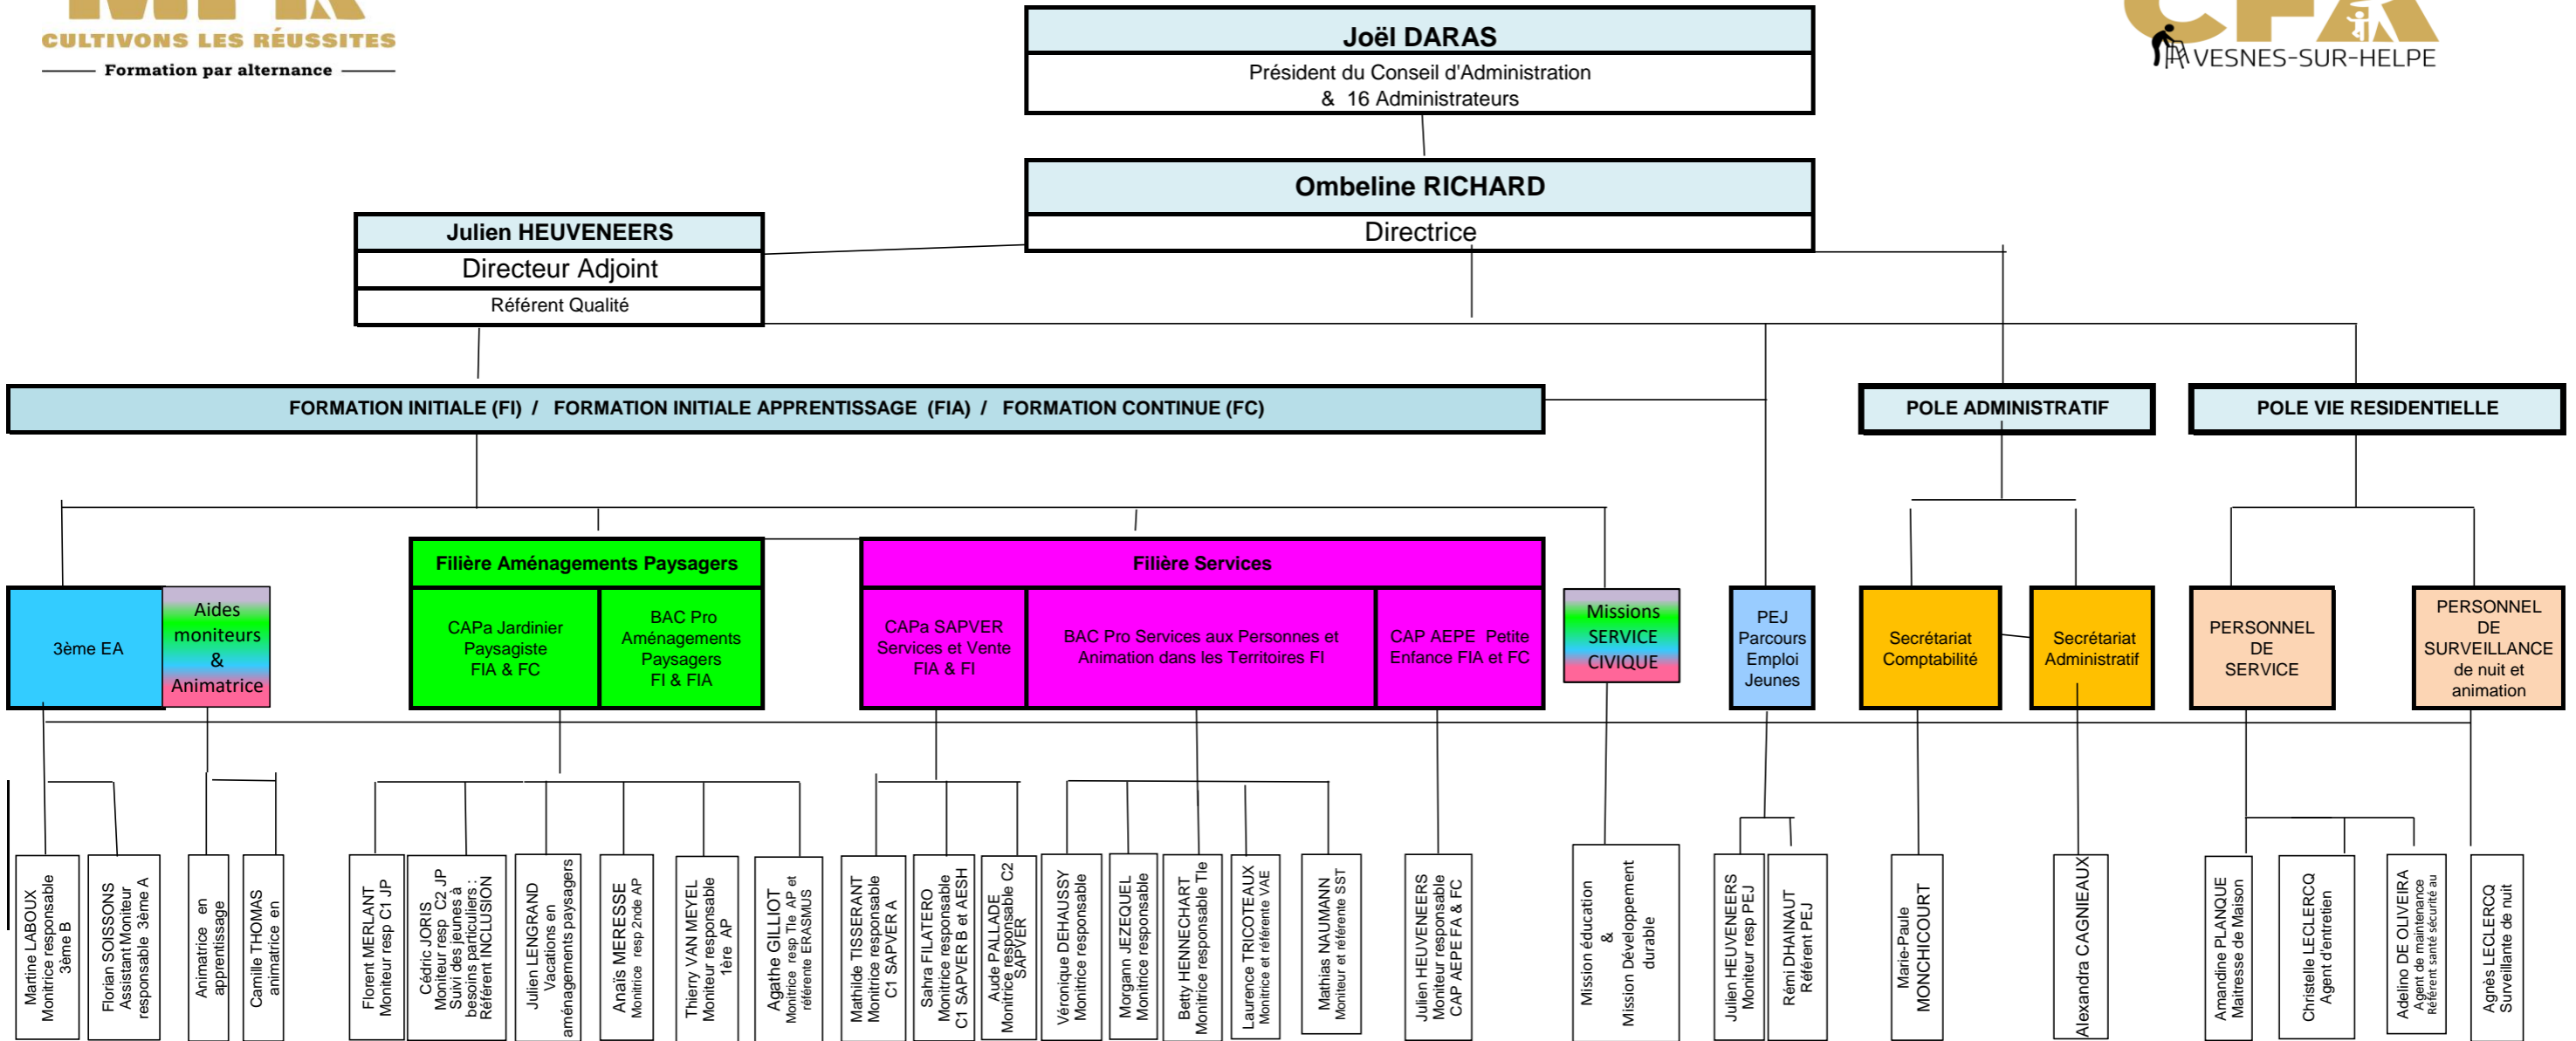 CULTIVONS LES RÉUSSITES
Formation par alternance
CFA
AVESNES-SUR-HELPE
Joël DARAS
Président du Conseil d'Administration
& 16 Administrateurs
Ombeline RICHARD
Directrice
Julien HEUVENEERS
Directeur Adjoint
Référent Qualité
FORMATION INITIALE (FI) / FORMATION INITIALE APPRENTISSAGE (FIA) / FORMATION CONTINUE (FC)
POLE ADMINISTRATIF
POLE VIE RESIDENTIELLE
3ème EA
Aides
moniteurs
&
Animatrice
Filière Aménagements Paysagers
CAPa Jardinier
Paysagiste
FIA & FC
BAC Pro
Aménagements
Paysagers
FI & FIA
Filière Services
CAPa SAPVER
Services et Vente
FIA & FI
BAC Pro Services aux Personnes et
Animation dans les Territoires FI
CAP AEPE Petite
Enfance FIA et FC
Missions
SERVICE
CIVIQUE
PEJ
Parcours
Emploi
Jeunes
Secrétariat
Comptabilité
Secrétariat
Administratif
PERSONNEL
DE
SERVICE
PERSONNEL
DE
SURVEILLANCE
de nuit et
animation
Martine LABOUX
Monitrice responsable
3ème B
Florian SOISSONS
Assistant Moniteur
responsable 3ème A
Animatrice en
apprentissage
Camille THOMAS
animatrice en
Florent MERLANT
Moniteur resp C1 JP
Cédric JORIS
Moniteur resp C2 JP
Suivi des jeunes à
besoins particuliers :
Référent INCLUSION
Julien LENGRAND
Vacations en
aménagements paysagers
Anaïs MERESSE
Monitrice resp 2nde AP
Thierry VAN MEYEL
Moniteur responsable
1ère AP
Agathe GILLIOT
Monitrice resp Tle AP et
référente ERASMUS
Mathilde TISSERANT
Monitrice responsable
C1 SAPVER A
Sahra FILATERO
Monitrice responsable
C1 SAPVER B et AESH
Aude PALLADE
Monitrice responsable C2
SAPVER
Véronique DEHAUSSY
Monitrice responsable
Morgann JEZEQUEL
Monitrice responsable
Betty HENNECHART
Monitrice responsable Tle
Laurence TRICOTEAUX
Monitrice et référente VAE
Mathias NAUMANN
Moniteur et référente SST
Julien HEUVENEERS
Moniteur responsable
CAP AEPE FA & FC
Mission éducation
&
Mission Développement
durable
Julien HEUVENEERS
Moniteur resp PEJ
Rémi DHAINAUT
Référent PEJ
Marie-Paule
MONCHICOURT
Alexandra CAGNIEAUX
Amandine PLANQUE
Maitresse de Maison
Christelle LECLERCQ
Agent d'entretien
Adelino DE OLIVEIRA
Agent de maintenance
Référent santé sécurité au
Agnès LECLERCQ
Surveillante de nuit